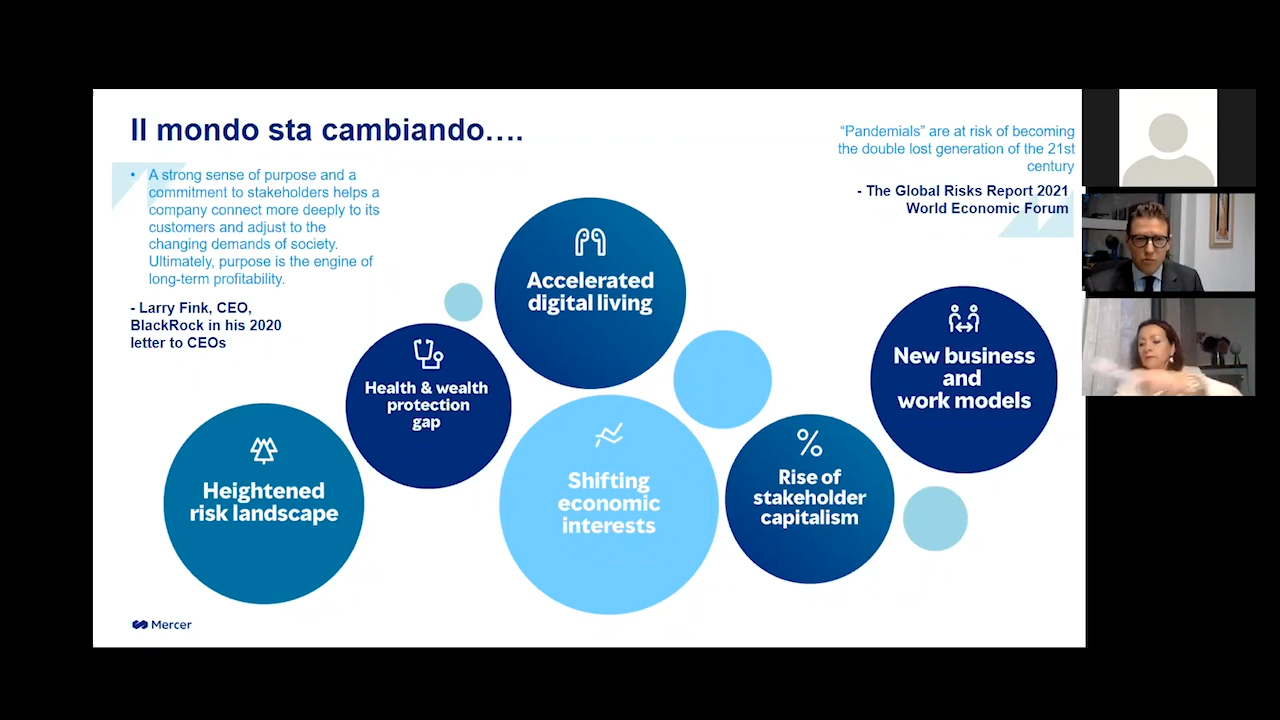 Il mondo sta cambiando….
• A strong sense of purpose and a
commitment to stakeholders helps a
company connect more deeply to its
customers and adjust to the
changing demands of society.
Ultimately, purpose is the engine of
long-term profitability.
- Larry Fink, CEO,
BlackRock in his 2020
letter to CEOs
“Pandemials” are at risk of becoming
the double lost generation of the 21st
century
- The Global Risks Report 2021
World Economic Forum
Heightened
risk landscape
Health & wealth
protection
gap
Accelerated
digital living
Shifting
economic
interests
Rise of
stakeholder
capitalism
New business
and
work models
Mercer